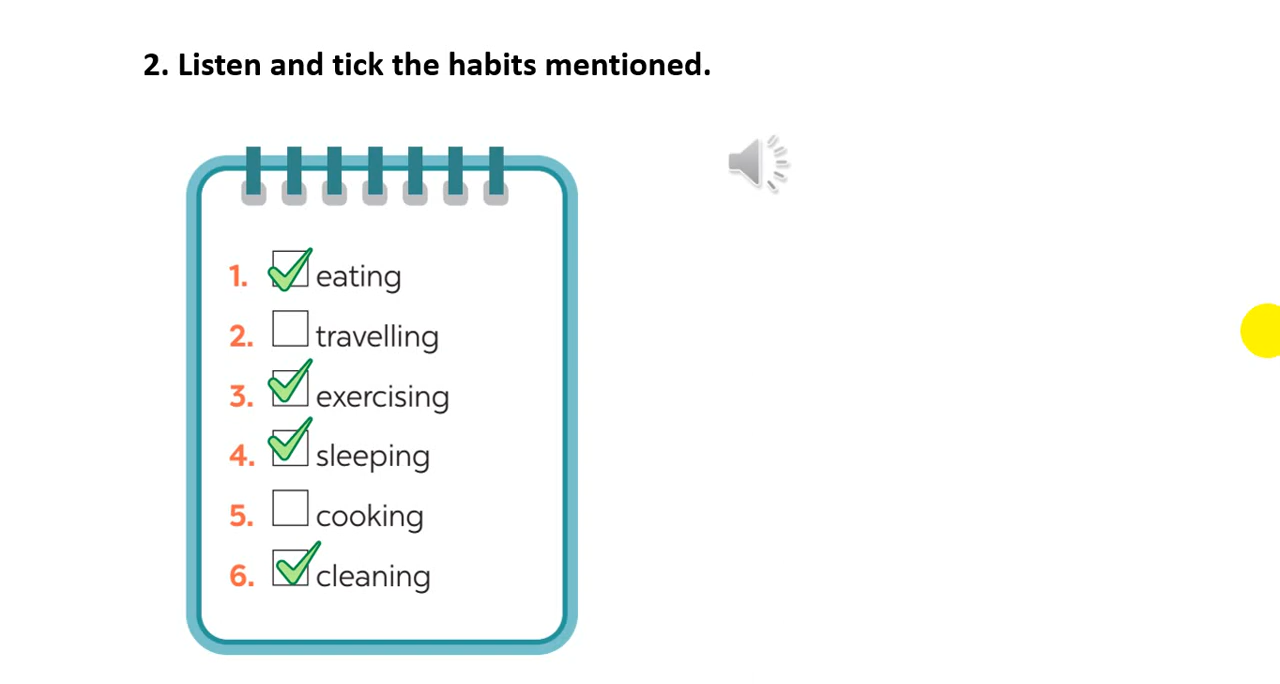 2. Listen and tick the habits mentioned.
1. eating
2. travelling
3. exercising
4. sleeping
5. cooking
6. cleaning